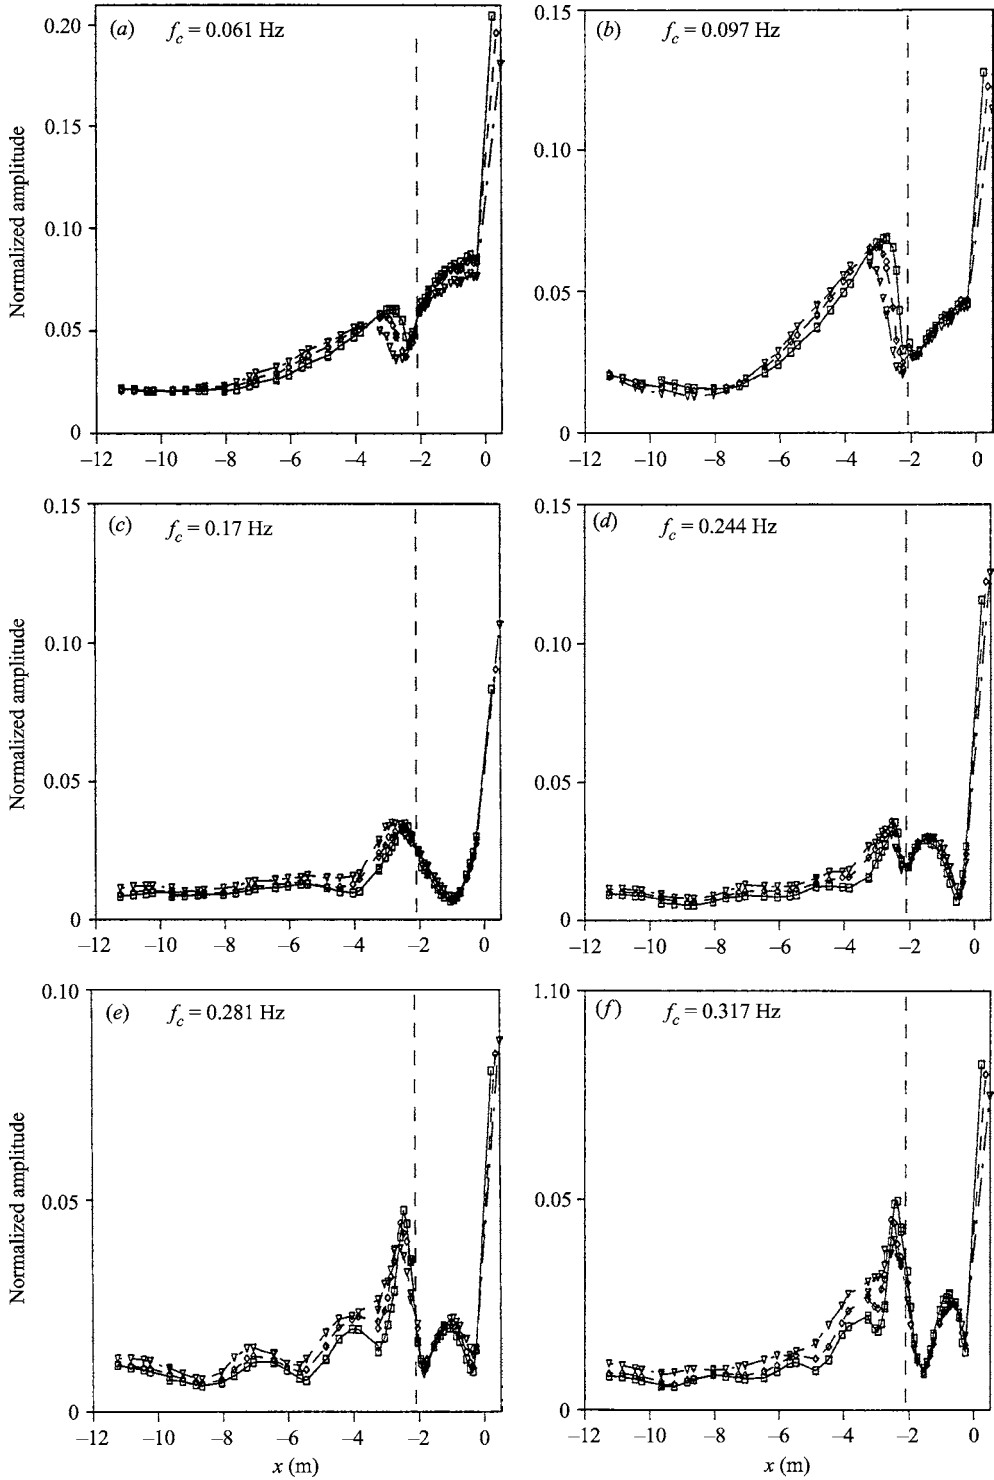 (a) f_c = 0.061 Hz
0.20
0.15
0.10
0.05
0
−12 −10 −8 −6 −4 −2 0
Normalized amplitude
(b) f_c = 0.097 Hz
0.15
0.10
0.05
0
−12 −10 −8 −6 −4 −2 0
(c) f_c = 0.17 Hz
0.15
0.10
0.05
0
−12 −10 −8 −6 −4 −2 0
Normalized amplitude
(d) f_c = 0.244 Hz
0.15
0.10
0.05
0
−12 −10 −8 −6 −4 −2 0
(e) f_c = 0.281 Hz
0.10
0.05
0
−12 −10 −8 −6 −4 −2 0
Normalized amplitude
x (m)
(f) f_c = 0.317 Hz
1.10
0.05
0
−12 −10 −8 −6 −4 −2 0
x (m)